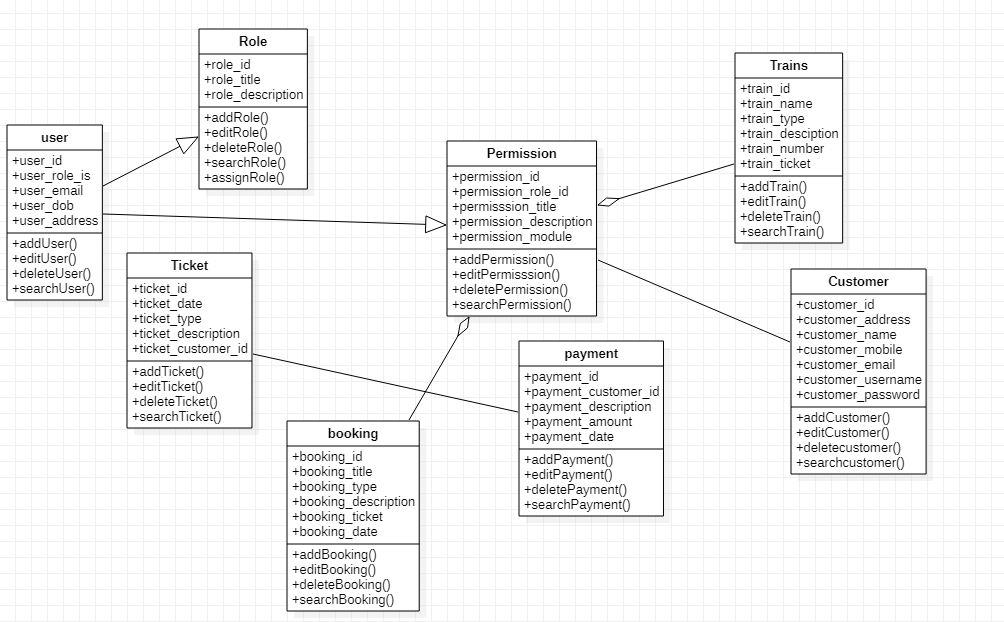 Role
+role_id
+role_title
+role_description
+addRole()
+editRole()
+deleteRole()
+searchRole()
+assignRole()
Trains
+train_id
+train_name
+train_type
+train_desciption
+train_number
+train_ticket
+addTrain()
+editTrain()
+deleteTrain()
+searchTrain()
user
+user_id
+user_role_is
+user_email
+user_dob
+user_address
+addUser()
+editUser()
+deleteUser()
+searchUser()
Permission
+permission_id
+permission_role_id
+permisssion_title
+permission_description
+permission_module
+addPermission()
+editPermisssion()
+deletePermission()
+searchPermission()
Ticket
+ticket_id
+ticket_date
+ticket_type
+ticket_description
+ticket_customer_id
+addTicket()
+editTicket()
+deleteTicket()
+searchTicket()
Customer
+customer_id
+customer_address
+customer_name
+customer_mobile
+customer_email
+customer_username
+customer_password
+addCustomer()
+editCustomer()
+deletecustomer()
+searchcustomer()
payment
+payment_id
+payment_customer_id
+payment_description
+payment_amount
+payment_date
+addPayment()
+editPayment()
+deletePayment()
+searchPayment()
booking
+booking_id
+booking_title
+booking_type
+booking_description
+booking_ticket
+booking_date
+addBooking()
+editBooking()
+deleteBooking()
+searchBooking()